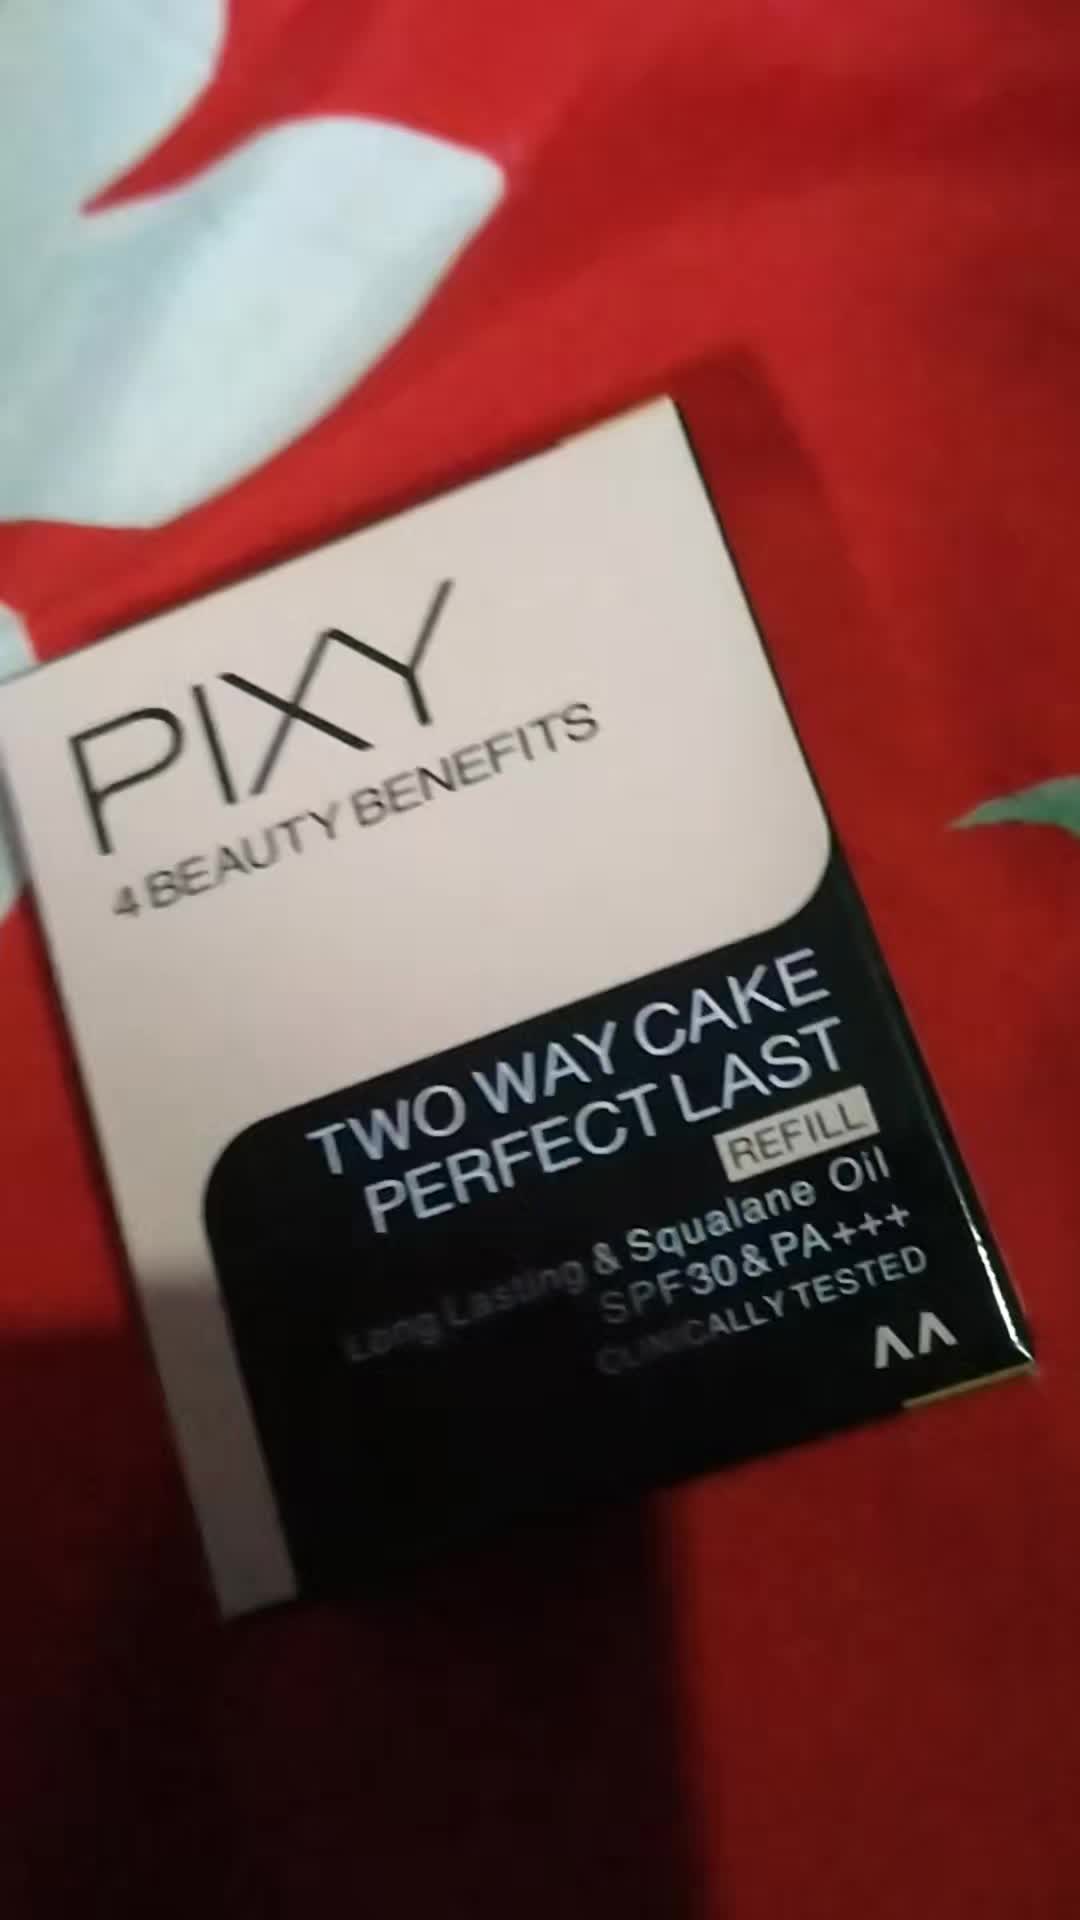 PIXY
4 BEAUTY BENEFITS
TWO WAY CAKE
PERFECT LAST
REFILL
Long Lasting & Squalane Oil
SPF30&PA+++
CLINICALLY TESTED